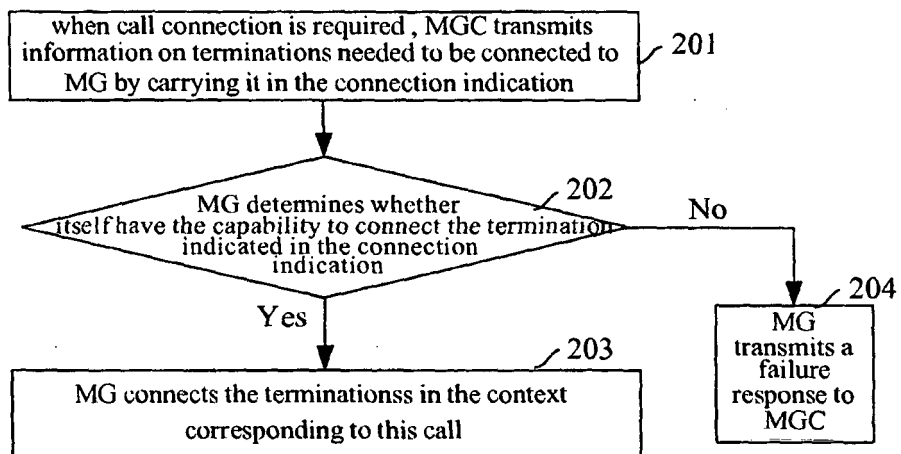 when call connection is required , MGC transmits
information on terminations needed to be connected to
MG by carrying it in the connection indication
201
202
MG determines whether
itself have the capability to connect the termination
indicated in the connection
indication
No
Yes
204
MG
transmits a
failure
response to
MGC
203
MG connects the terminationss in the context
corresponding to this call